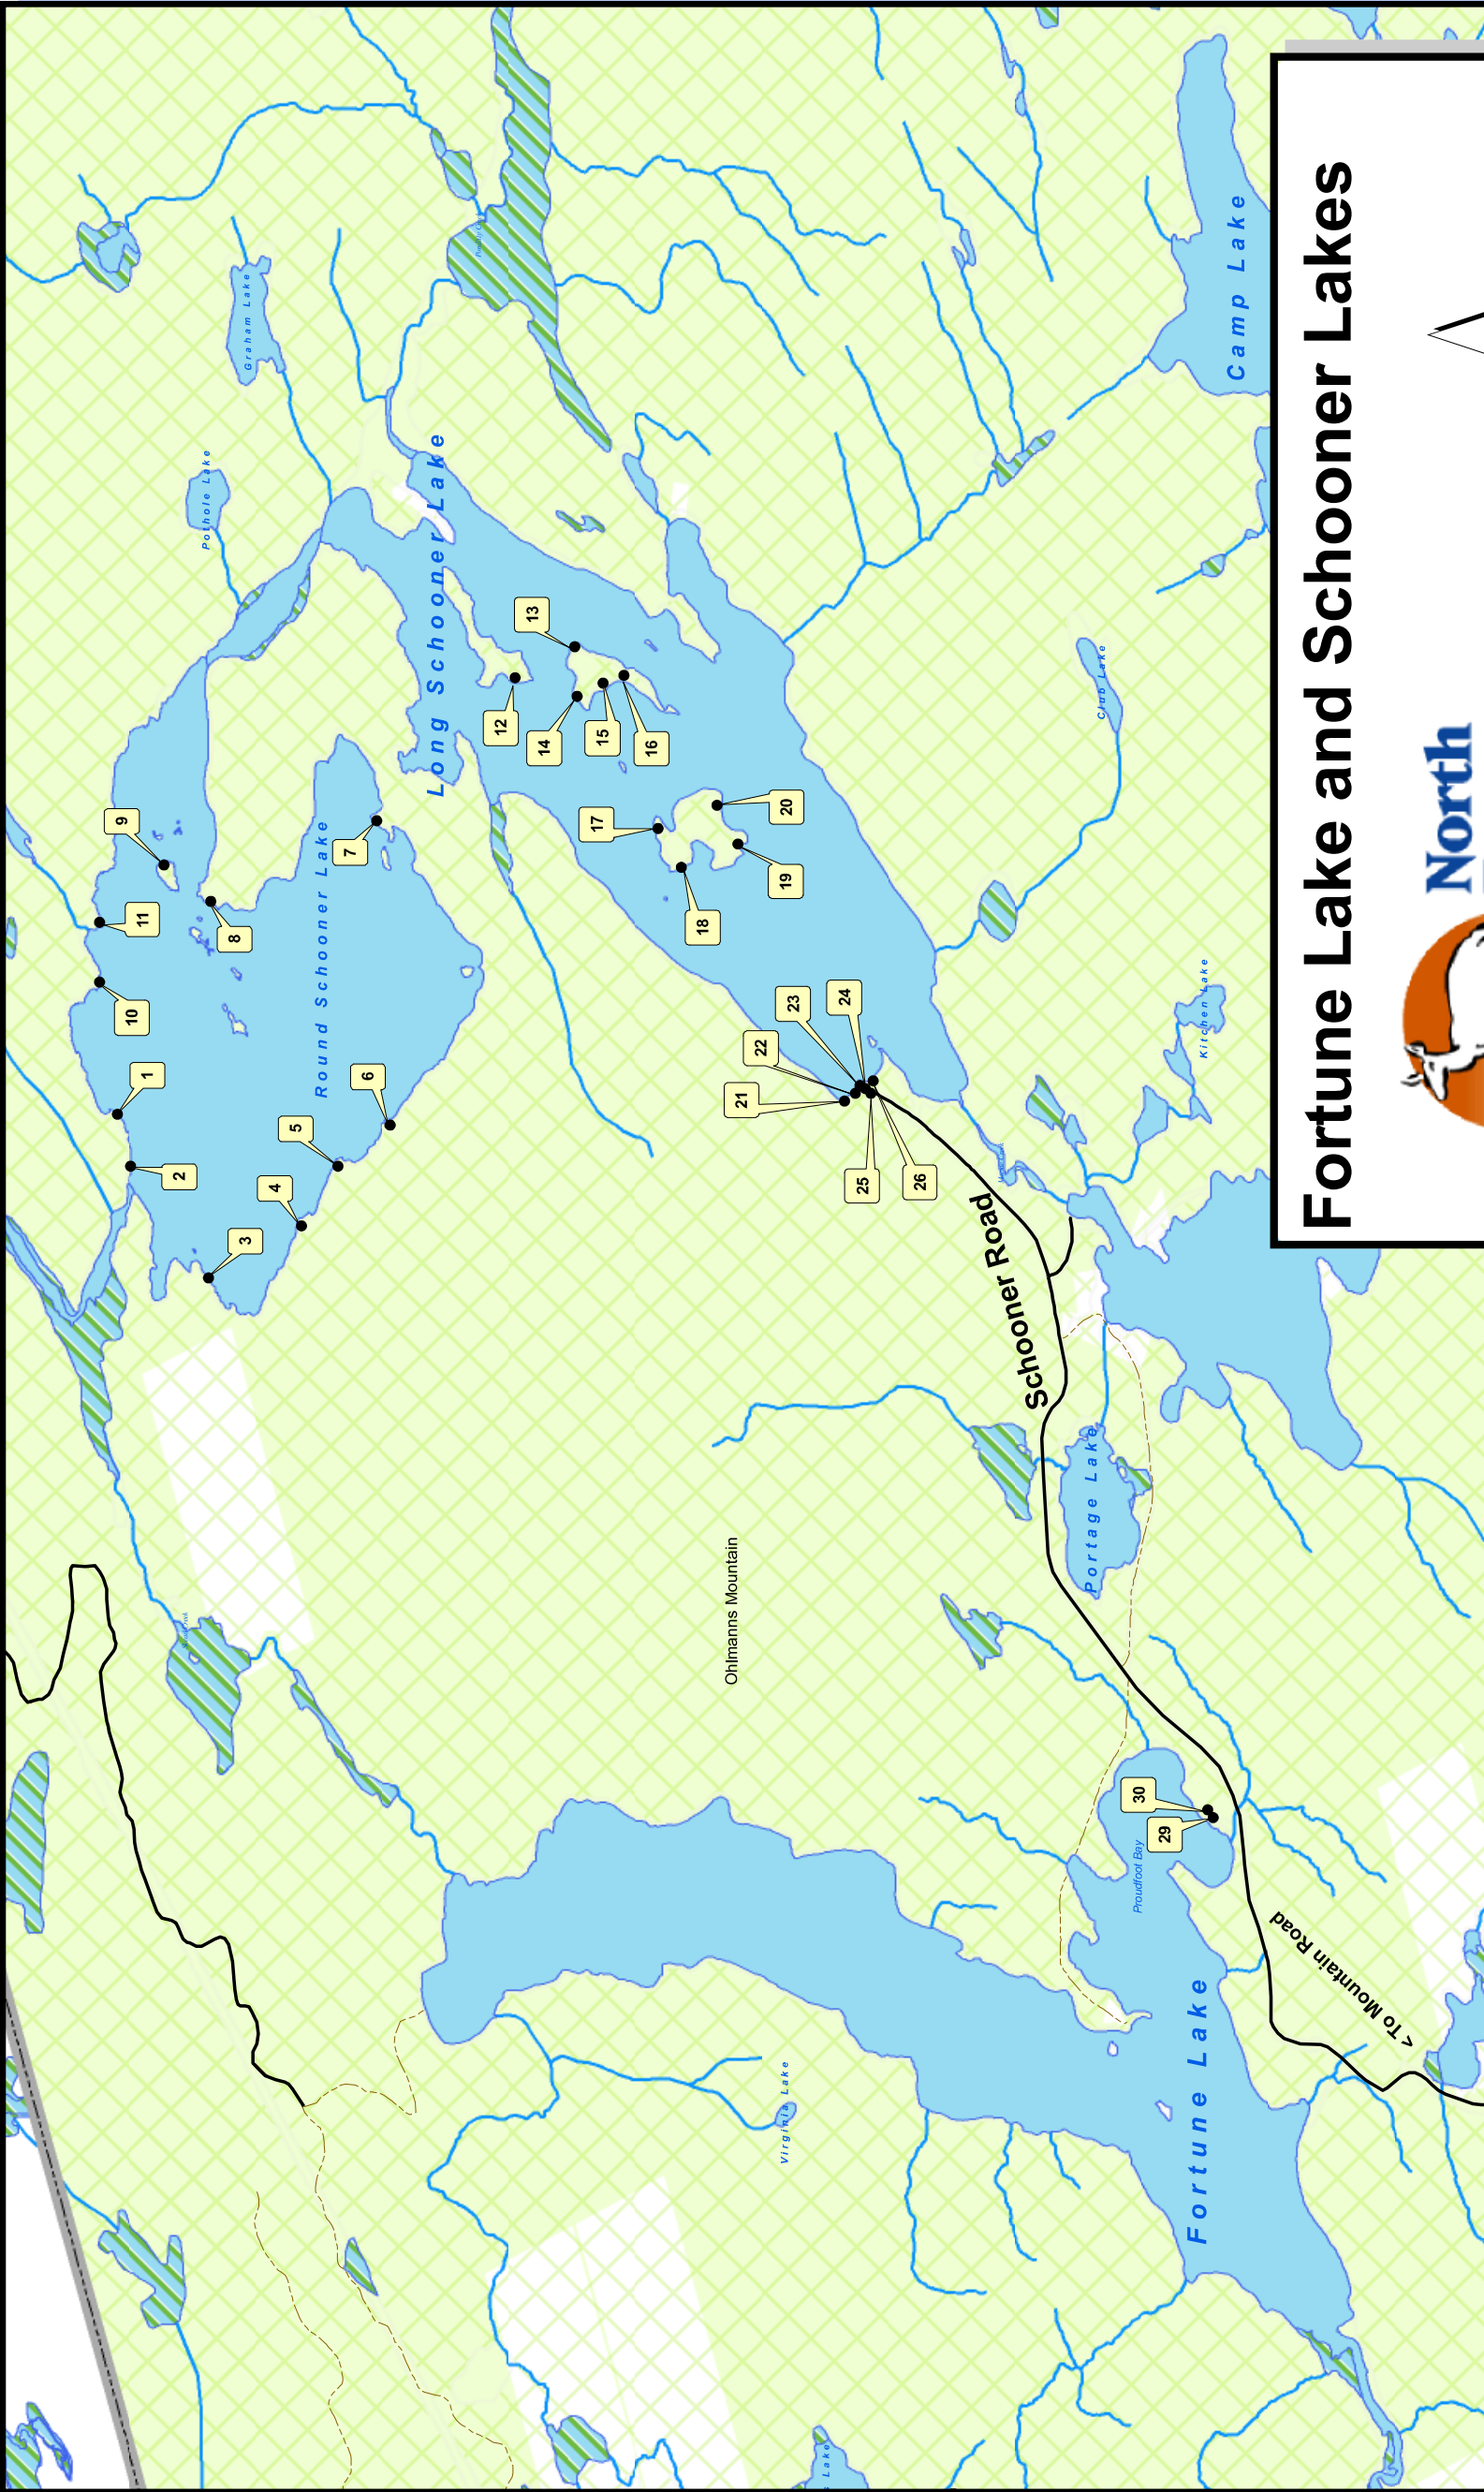 Fortune Lake and Schooner Lakes
North
Graham Lake
Pothole Lake
Long Schooner Lake
Round Schooner Lake
Camp Lake
Club Lake
Kitchen Lake
Portage Lake
Schooner Road
Ohlmanns Mountain
Proudfoot Bay
Fortune Lake
Virginia Lake
< To Mountain Road
Lake
1
2
3
4
5
6
7
8
9
10
11
12
13
14
15
16
17
18
19
20
21
22
23
24
25
26
29
30